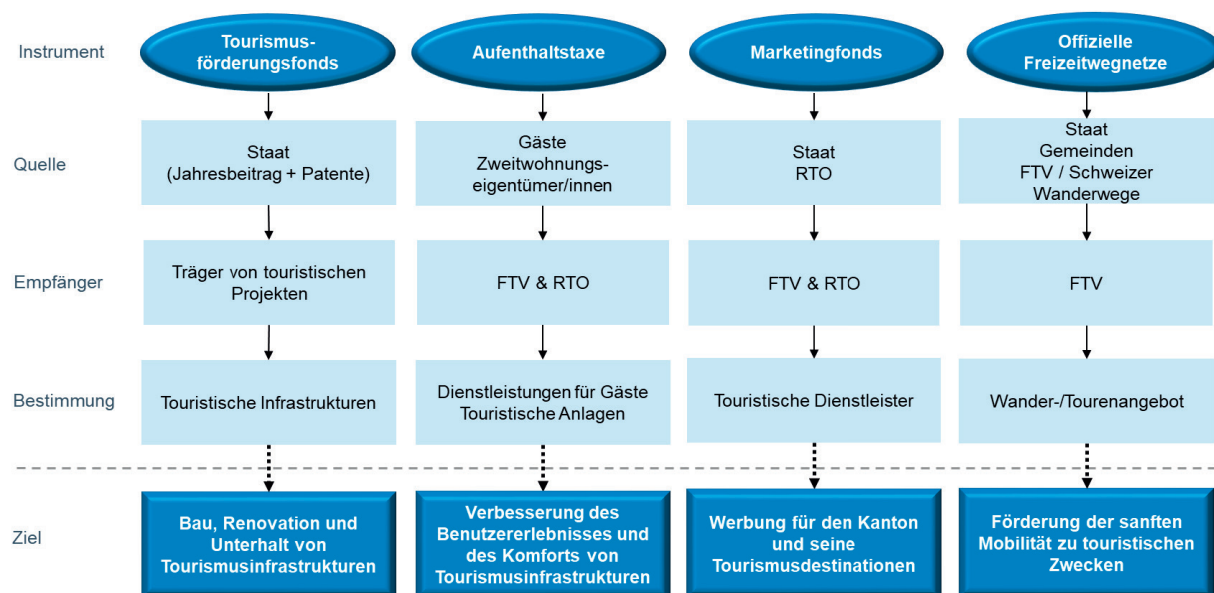 Instrument
Tourismus-
förderungsfonds
Aufenthaltstaxe
Marketingfonds
Offizielle
Freizeitwegnetze
Quelle
Staat
(Jahresbeitrag + Patente)
Gäste
Zweitwohnungs-
eigentümer/innen
Staat
RTO
Staat
Gemeinden
FTV / Schweizer
Wanderwege
Empfänger
Träger von touristischen
Projekten
FTV & RTO
FTV & RTO
FTV
Bestimmung
Touristische Infrastrukturen
Dienstleistungen für Gäste
Touristische Anlagen
Touristische Dienstleister
Wander-/Tourenangebot
Ziel
Bau, Renovation und
Unterhalt von
Tourismusinfrastrukturen
Verbesserung des
Benutzererlebnisses und
des Komforts von
Tourismusinfrastrukturen
Werbung für den Kanton
und seine
Tourismusdestinationen
Förderung der sanften
Mobilität zu touristischen
Zwecken